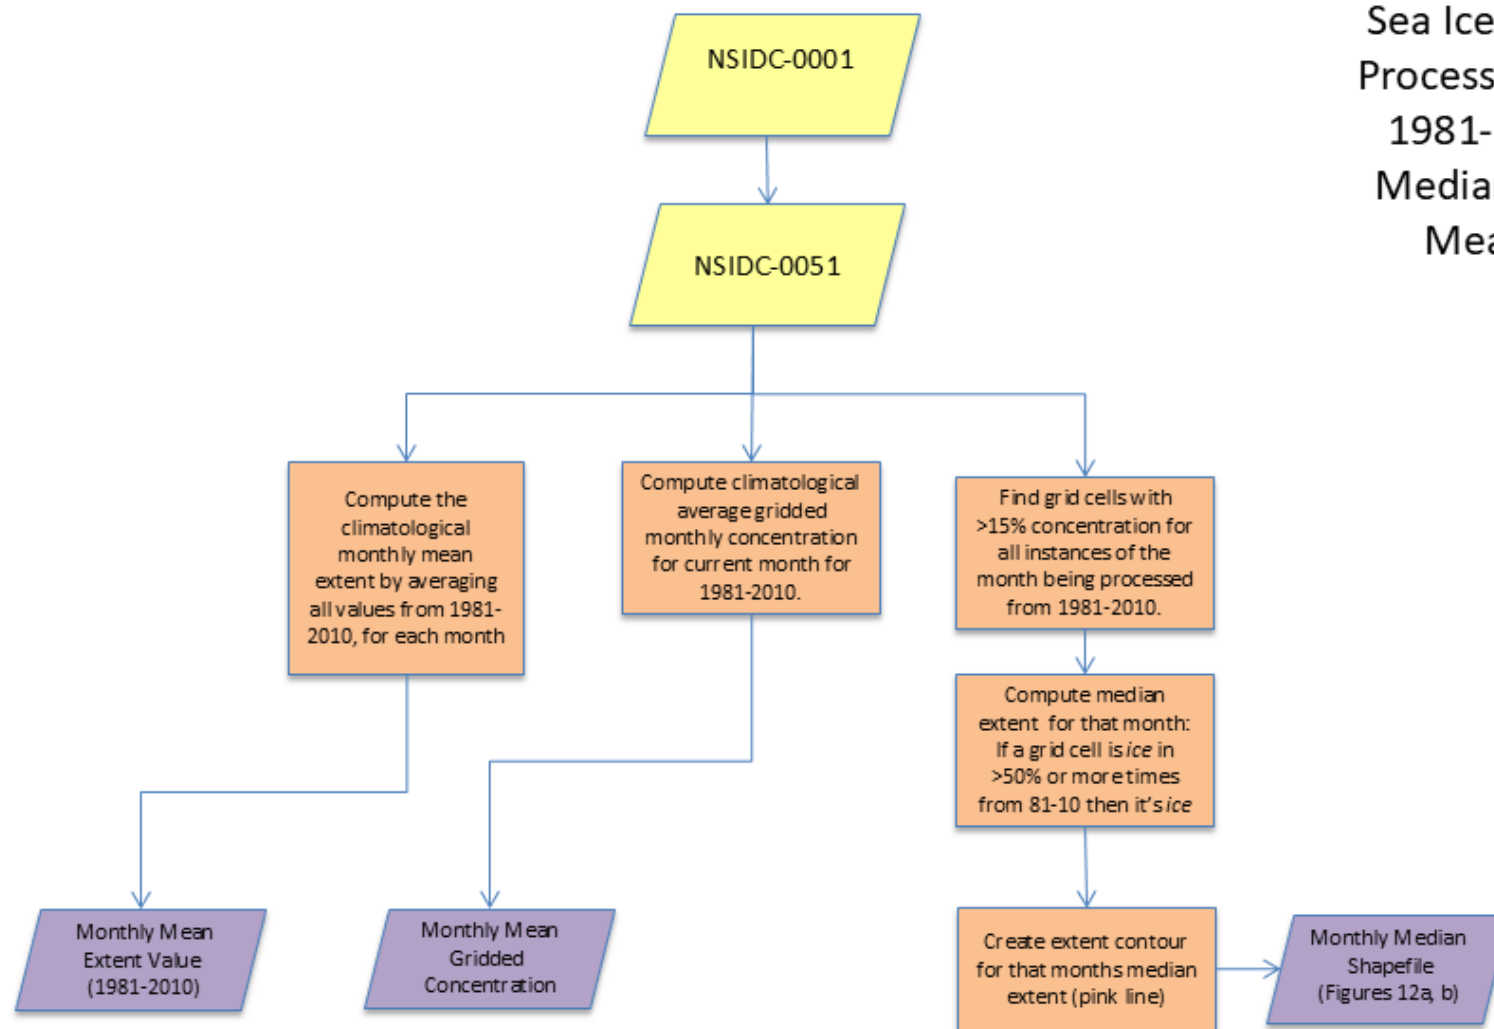 Sea Ice
Process
1981-
Media
Mea
NSIDC-0001
NSIDC-0051
Compute the
climatological
monthly mean
extent by averaging
all values from 1981-
2010, for each month
Compute climatological
average gridded
monthly concentration
for current month for
1981-2010.
Find grid cells with
>15% concentration for
all instances of the
month being processed
from 1981-2010.
Compute median
extent for that month:
If a grid cell is ice in
>50% or more times
from 81-10 then it's ice
Monthly Mean
Extent Value
(1981-2010)
Monthly Mean
Gridded
Concentration
Create extent contour
for that months median
extent (pink line)
Monthly Median
Shapefile
(Figures 12a, b)